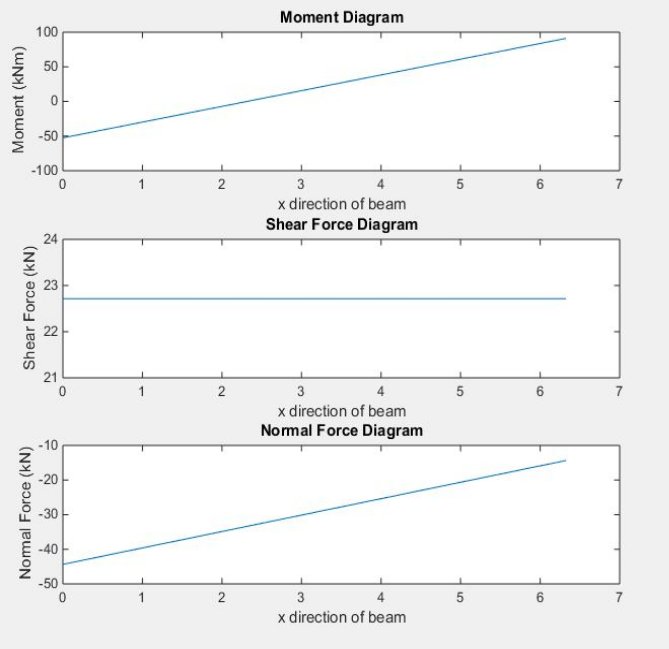 Moment Diagram
Moment (kNm)
100
50
0
-50
-100
0 1 2 3 4 5 6 7
x direction of beam
Shear Force Diagram
Shear Force (kN)
24
23
22
21
0 1 2 3 4 5 6 7
x direction of beam
Normal Force Diagram
Normal Force (kN)
-10
-20
-30
-40
-50
0 1 2 3 4 5 6 7
x direction of beam